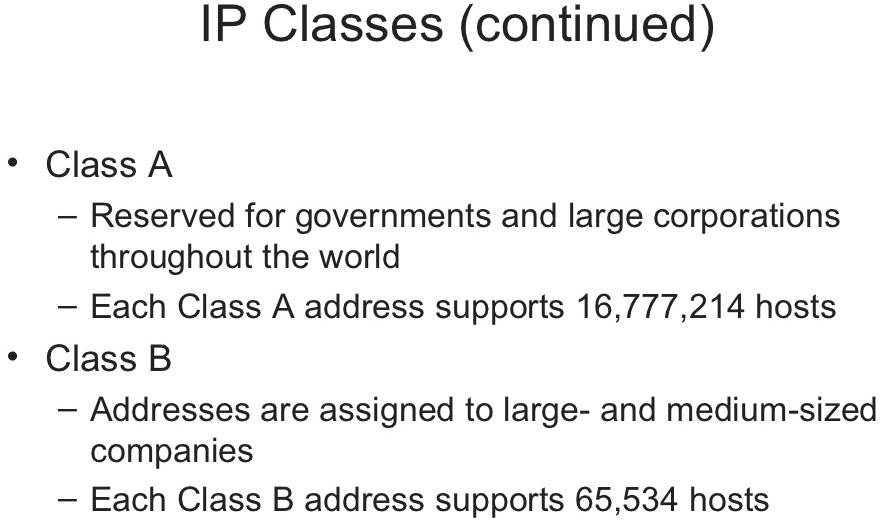 IP Classes (continued)
• Class A
– Reserved for governments and large corporations
throughout the world
– Each Class A address supports 16,777,214 hosts
• Class B
– Addresses are assigned to large- and medium-sized
companies
– Each Class B address supports 65,534 hosts